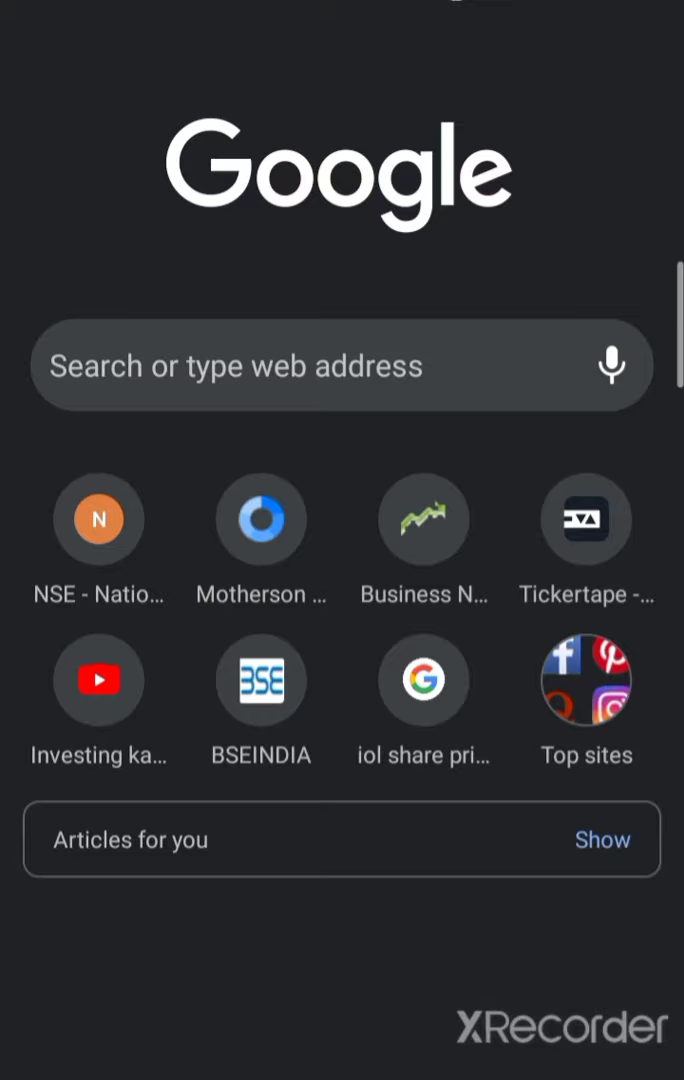 Google
Search or type web address
N
NSE - Natio...
Motherson ...
Business N...
Tickertape -...
BSE
Investing ka...
BSEINDIA
iol share pri...
Top sites
Articles for you
Show
XRecorder